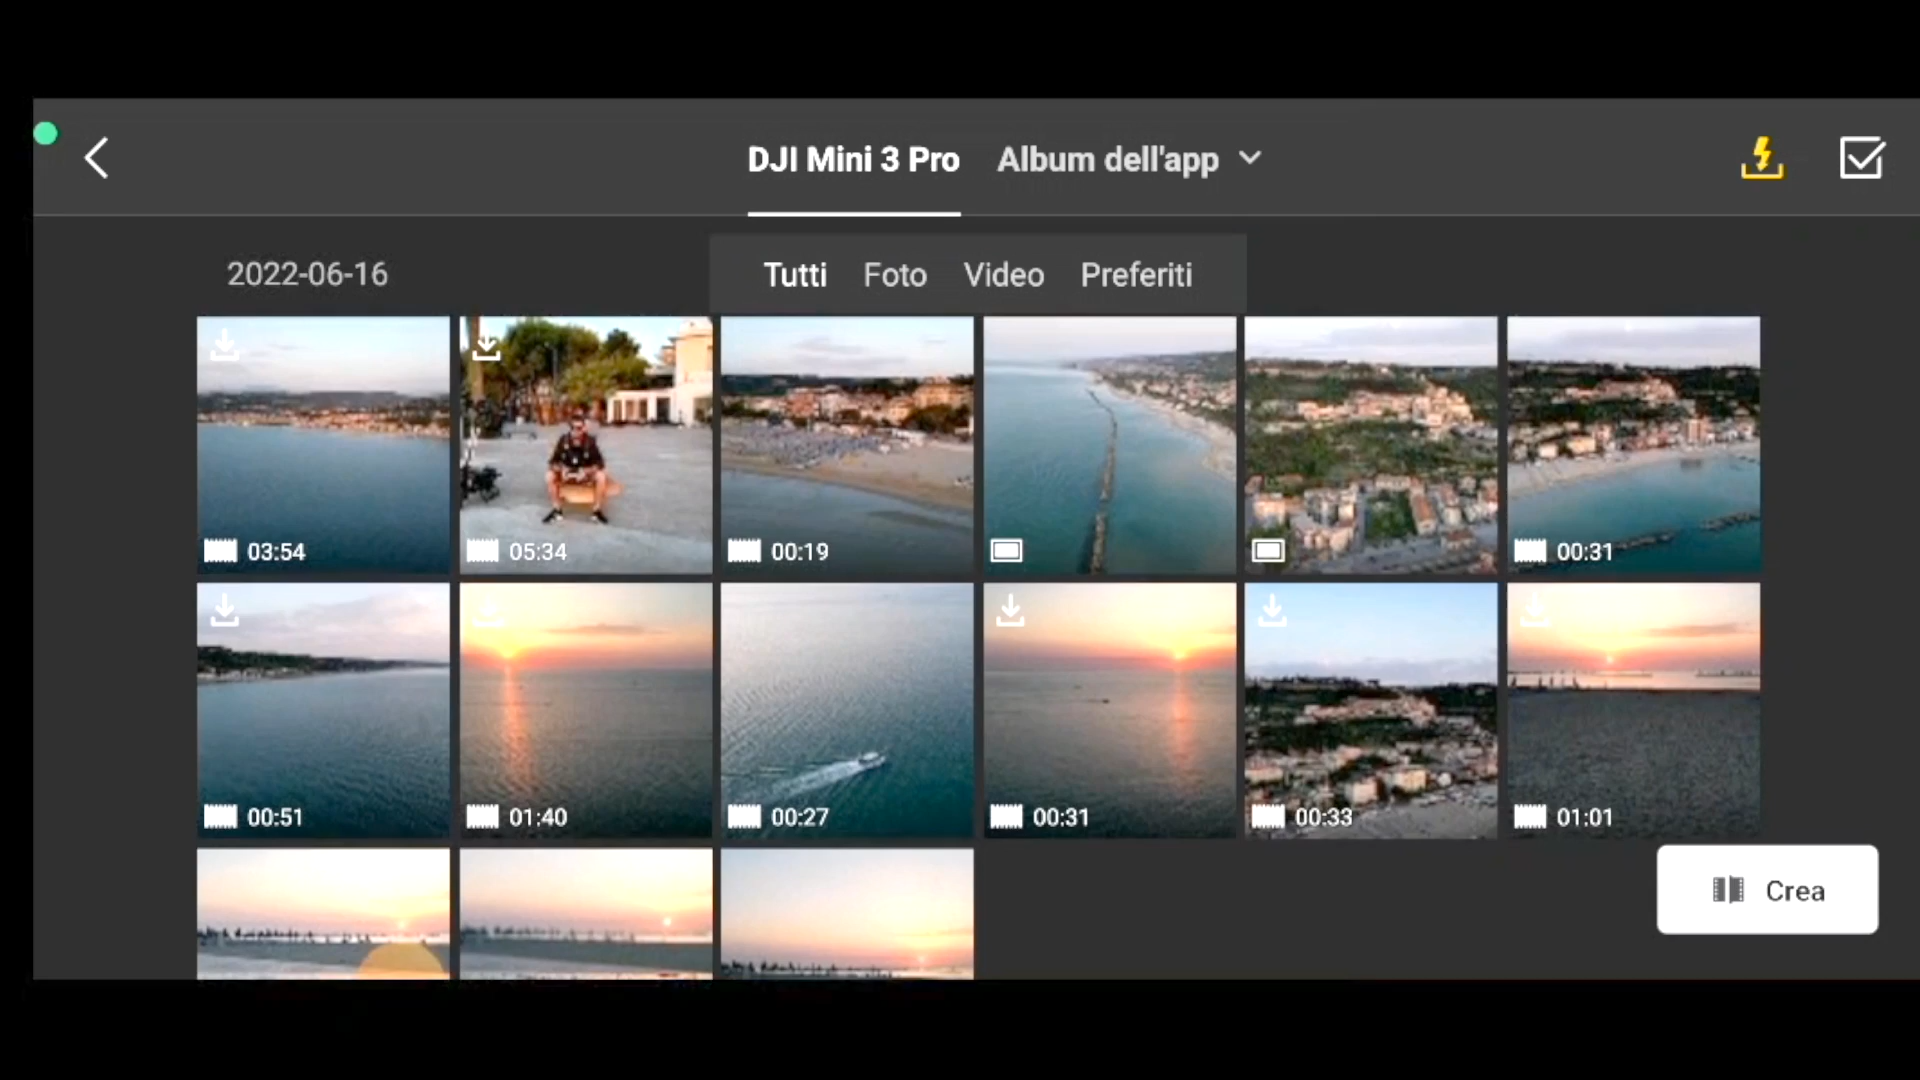 DJI Mini 3 Pro Album dell'app
2022-06-16
Tutti Foto Video Preferiti
03:54 05:34 00:19 00:31
00:51 01:40 00:27 00:31 00:33 01:01
Crea